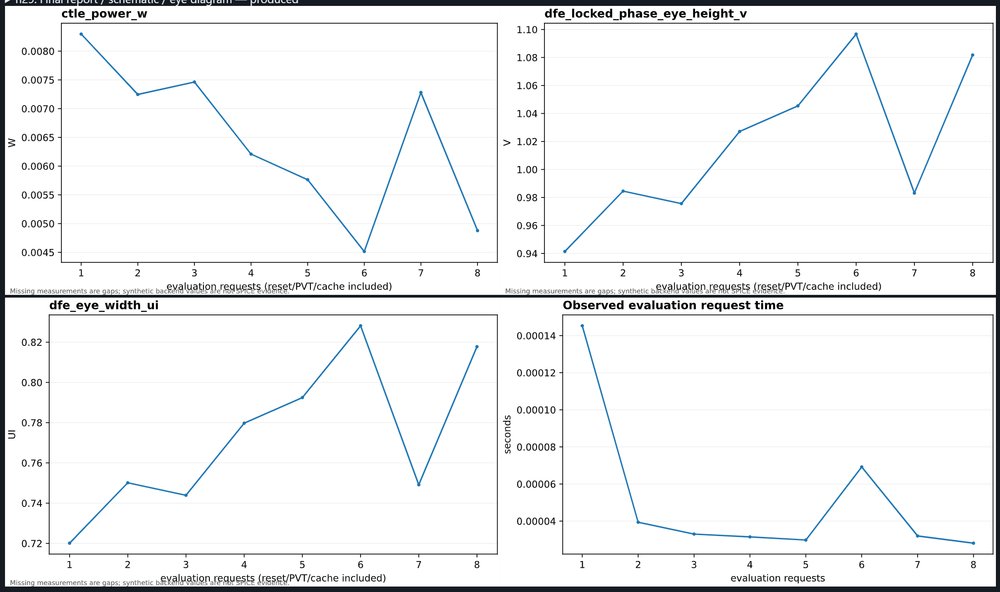 ▶ n29: Final report / schematic / eye diagram — produced
ctle_power_w
0.0080
0.0075
0.0070
0.0065
0.0060
0.0055
0.0050
0.0045
W
1 2 3 4 5 6 7 8
evaluation requests (reset/PVT/cache included)
Missing measurements are gaps; synthetic backend values are not SPICE evidence.
dfe_locked_phase_eye_height_v
1.10
1.08
1.06
1.04
1.02
1.00
0.98
0.96
0.94
V
1 2 3 4 5 6 7 8
evaluation requests (reset/PVT/cache included)
Missing measurements are gaps; synthetic backend values are not SPICE evidence.
dfe_eye_width_ui
0.82
0.80
0.78
0.76
0.74
0.72
UI
1 2 3 4 5 6 7 8
evaluation requests (reset/PVT/cache included)
Missing measurements are gaps; synthetic backend values are not SPICE evidence.
Observed evaluation request time
0.00014
0.00012
0.00010
0.00008
0.00006
0.00004
seconds
1 2 3 4 5 6 7 8
evaluation requests